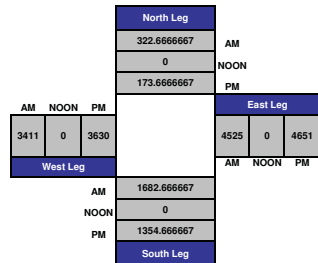 North Leg
322.6666667 AM
0 NOON
173.6666667 PM
AM NOON PM
East Leg
3411 0 3630
4525 0 4651
West Leg
AM NOON PM
AM 1682.666667
NOON 0
PM 1354.666667
South Leg